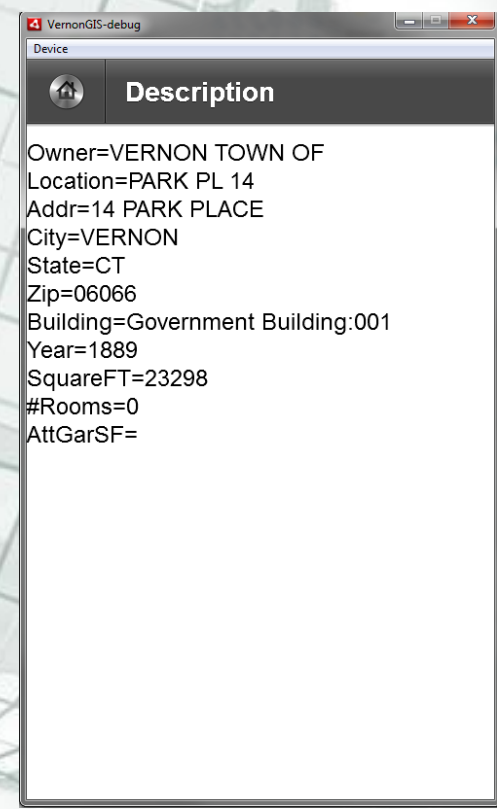 VernonGIS-debug
Device
Description
Owner=VERNON TOWN OF
Location=PARK PL 14
Addr=14 PARK PLACE
City=VERNON
State=CT
Zip=06066
Building=Government Building:001
Year=1889
SquareFT=23298
#Rooms=0
AttGarSF=